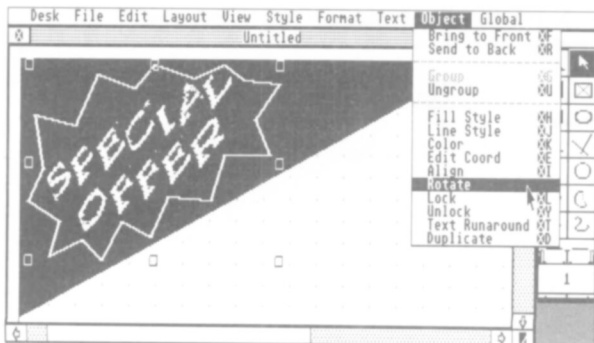 Desk File Edit Layout View Style Format Text Object Global
Untitled
SPECIAL
OFFER
Bring to Front F
Send to Back R
Group G
Ungroup U
Fill Style H
Line Style J
Color K
Edit Coord E
Align I
Rotate
Lock L
Unlock Y
Text Runaround T
Duplicate D
1